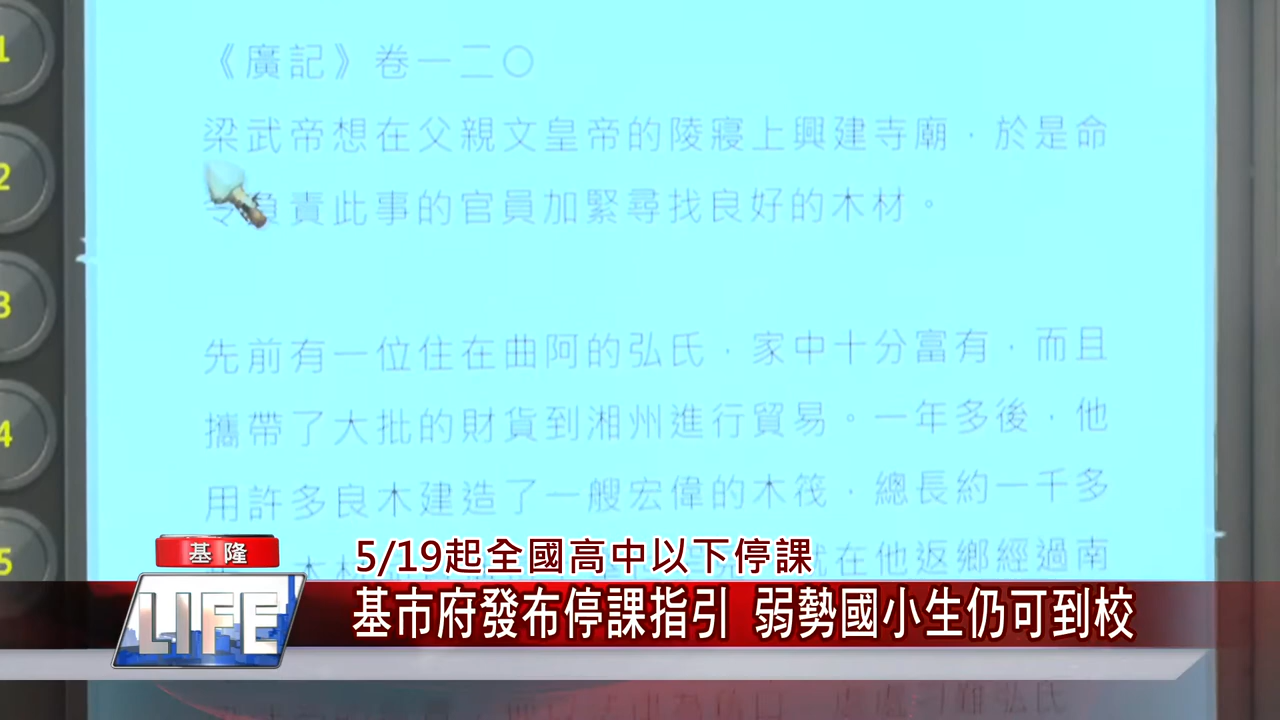 1
2
3
4
5
《廣記》卷一二〇
梁武帝想在父親文皇帝的陵寢上興建寺廟，於是命
令負責此事的官員加緊尋找良好的木材。
先前有一位住在曲阿的弘氏，家中十分富有，而且
攜帶了大批的財貨到湘州進行貿易。一年多後，他
用許多良木建造了一艘宏偉的木筏，總長約一千多
就在他返鄉經過南
基隆
LIFE
5/19起全國高中以下停課
基市府發布停課指引 弱勢國小生仍可到校